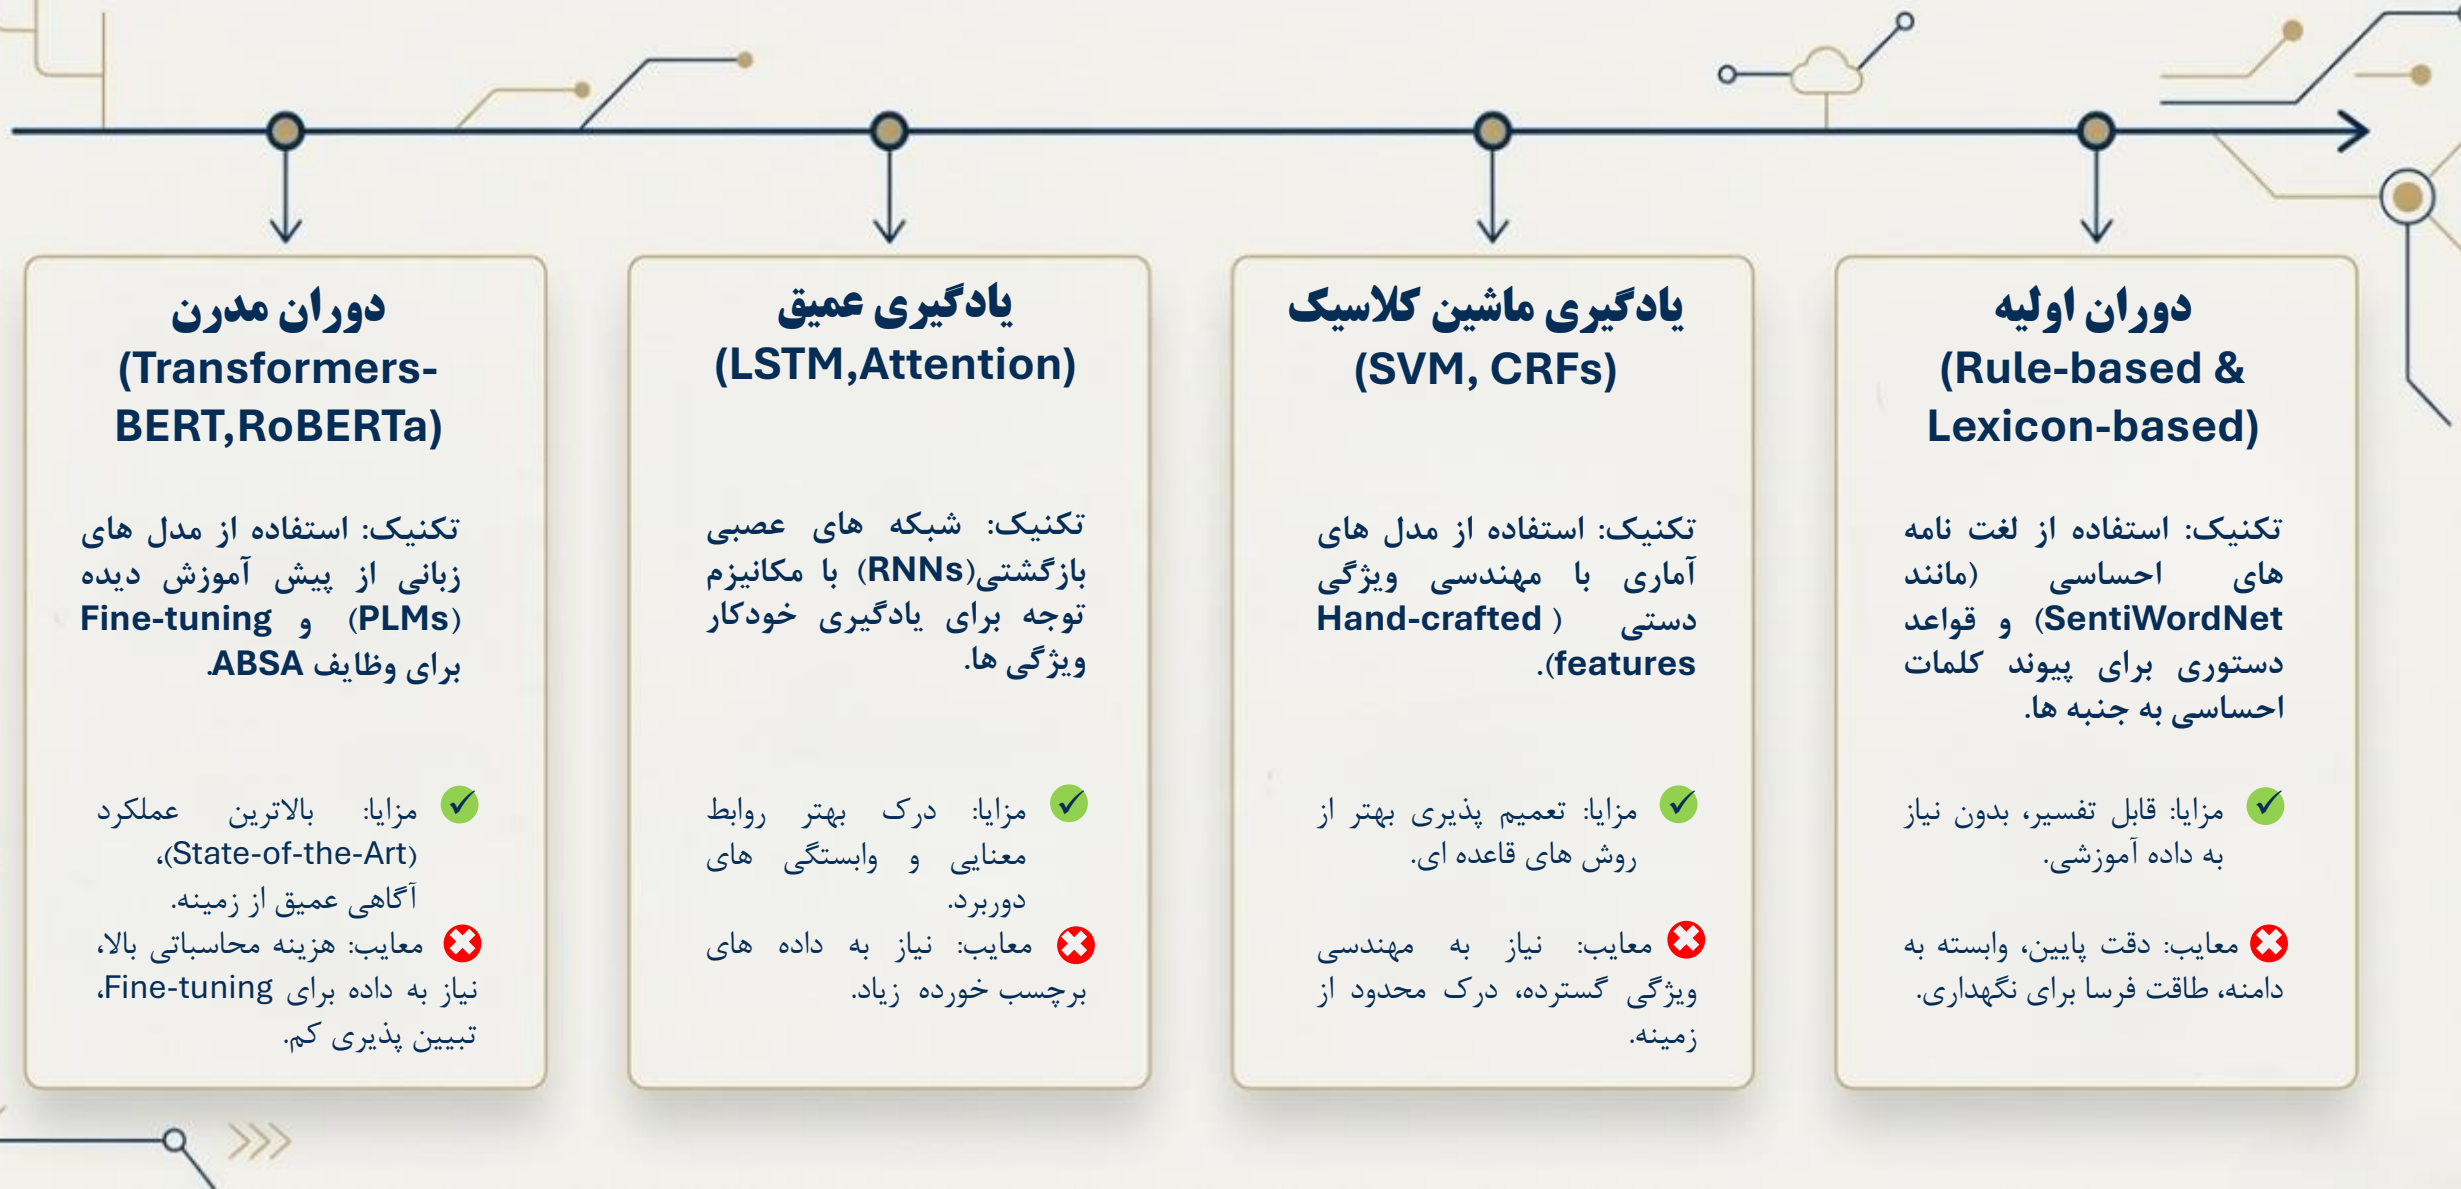 دوران اولیه
(Rule-based &
Lexicon-based)
تکنیک: استفاده از لغت نامه
های احساسی (مانند
SentiWordNet) و قواعد
دستوری برای پیوند کلمات
احساسی به جنبه ها.
مزایا: قابل تفسیر، بدون نیاز
به داده آموزشی.
معایب: دقت پایین، وابسته به
دامنه، طاقت فرسا برای نگهداری.
یادگیری ماشین کلاسیک
(SVM, CRFs)
تکنیک: استفاده از مدل های
آماری با مهندسی ویژگی
دستی (Hand-crafted
features).
مزایا: تعمیم پذیری بهتر از
روش های قاعده ای.
معایب: نیاز به مهندسی
ویژگی گسترده، درک محدود از
زمینه.
یادگیری عمیق
(LSTM,Attention)
تکنیک: شبکه های عصبی
بازگشتی(RNNs) با مکانیزم
توجه برای یادگیری خودکار
ویژگی ها.
مزایا: درک بهتر روابط
معنایی و وابستگی های
دوربرد.
معایب: نیاز به داده های
برچسب خورده زیاد.
دوران مدرن
(Transformers-
BERT,RoBERTa)
تکنیک: استفاده از مدل های
زبانی از پیش آموزش دیده
(PLMs) و Fine-tuning
برای وظایف ABSA.
مزایا: بالاترین عملکرد
(State-of-the-Art)،
آگاهی عمیق از زمینه.
معایب: هزینه محاسباتی بالا،
نیاز به داده برای Fine-tuning،
تبیین پذیری کم.